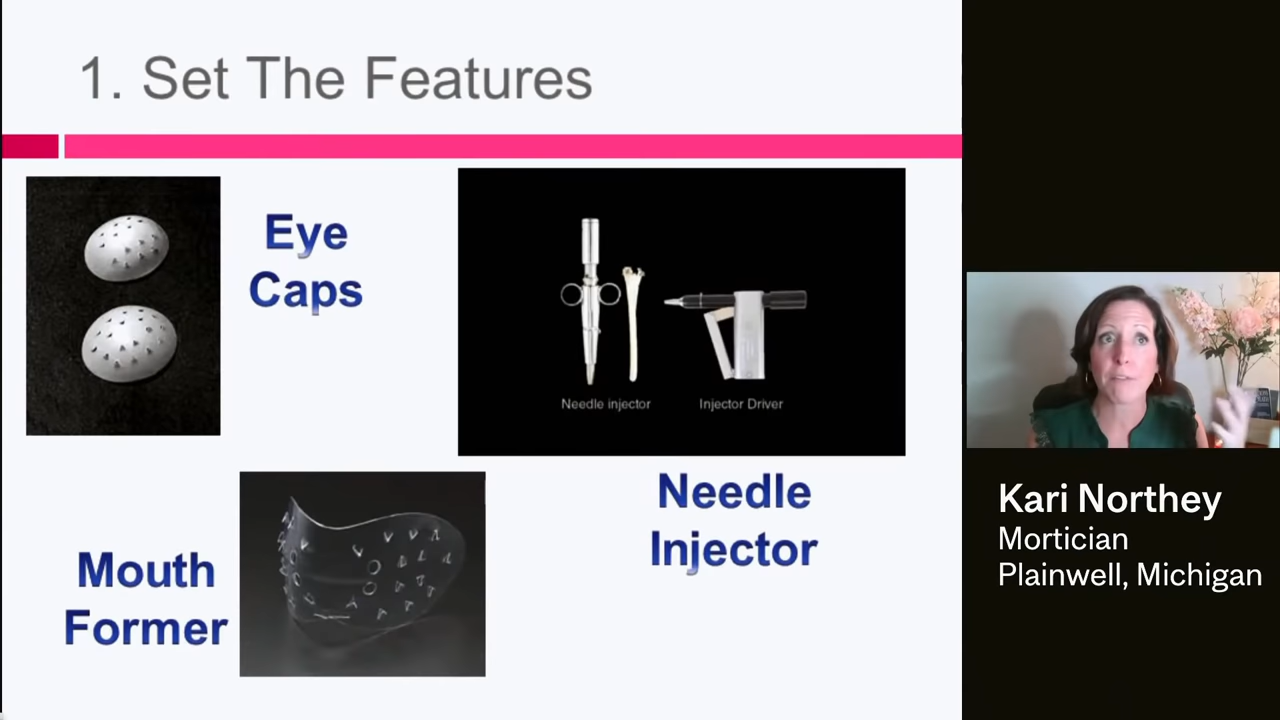 1. Set The Features
Eye
Caps
Needle injector
Injector Driver
Needle
Injector
Mouth
Former
Kari Northey
Mortician
Plainwell, Michigan